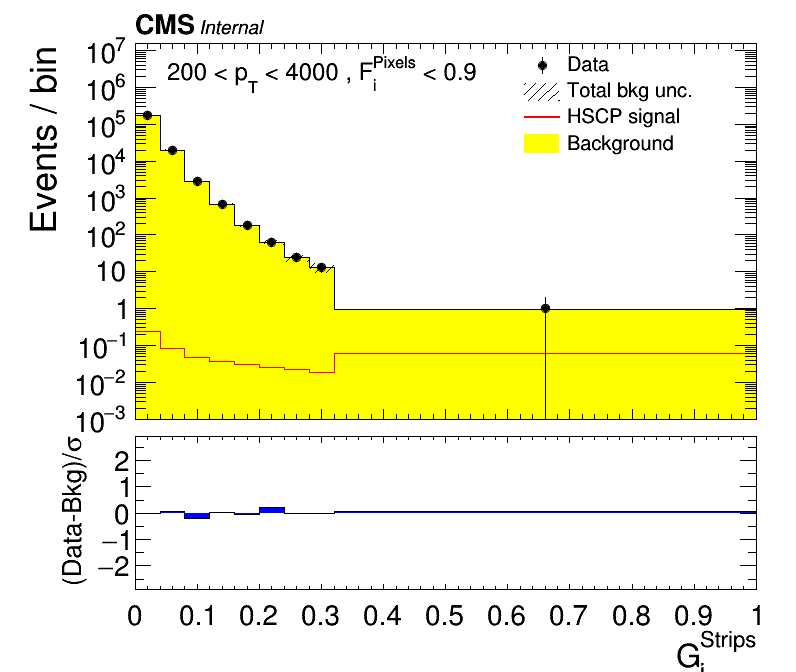 CMS Internal
200 < p_T < 4000 , F_i^Pixels < 0.9
Data
Total bkg unc.
HSCP signal
Background
Events / bin
10^7
10^6
10^5
10^4
10^3
10^2
10
1
10^−1
10^−2
10^−3
(Data-Bkg)/σ
2
1
0
−1
−2
0 0.1 0.2 0.3 0.4 0.5 0.6 0.7 0.8 0.9 1
G_i^Strips